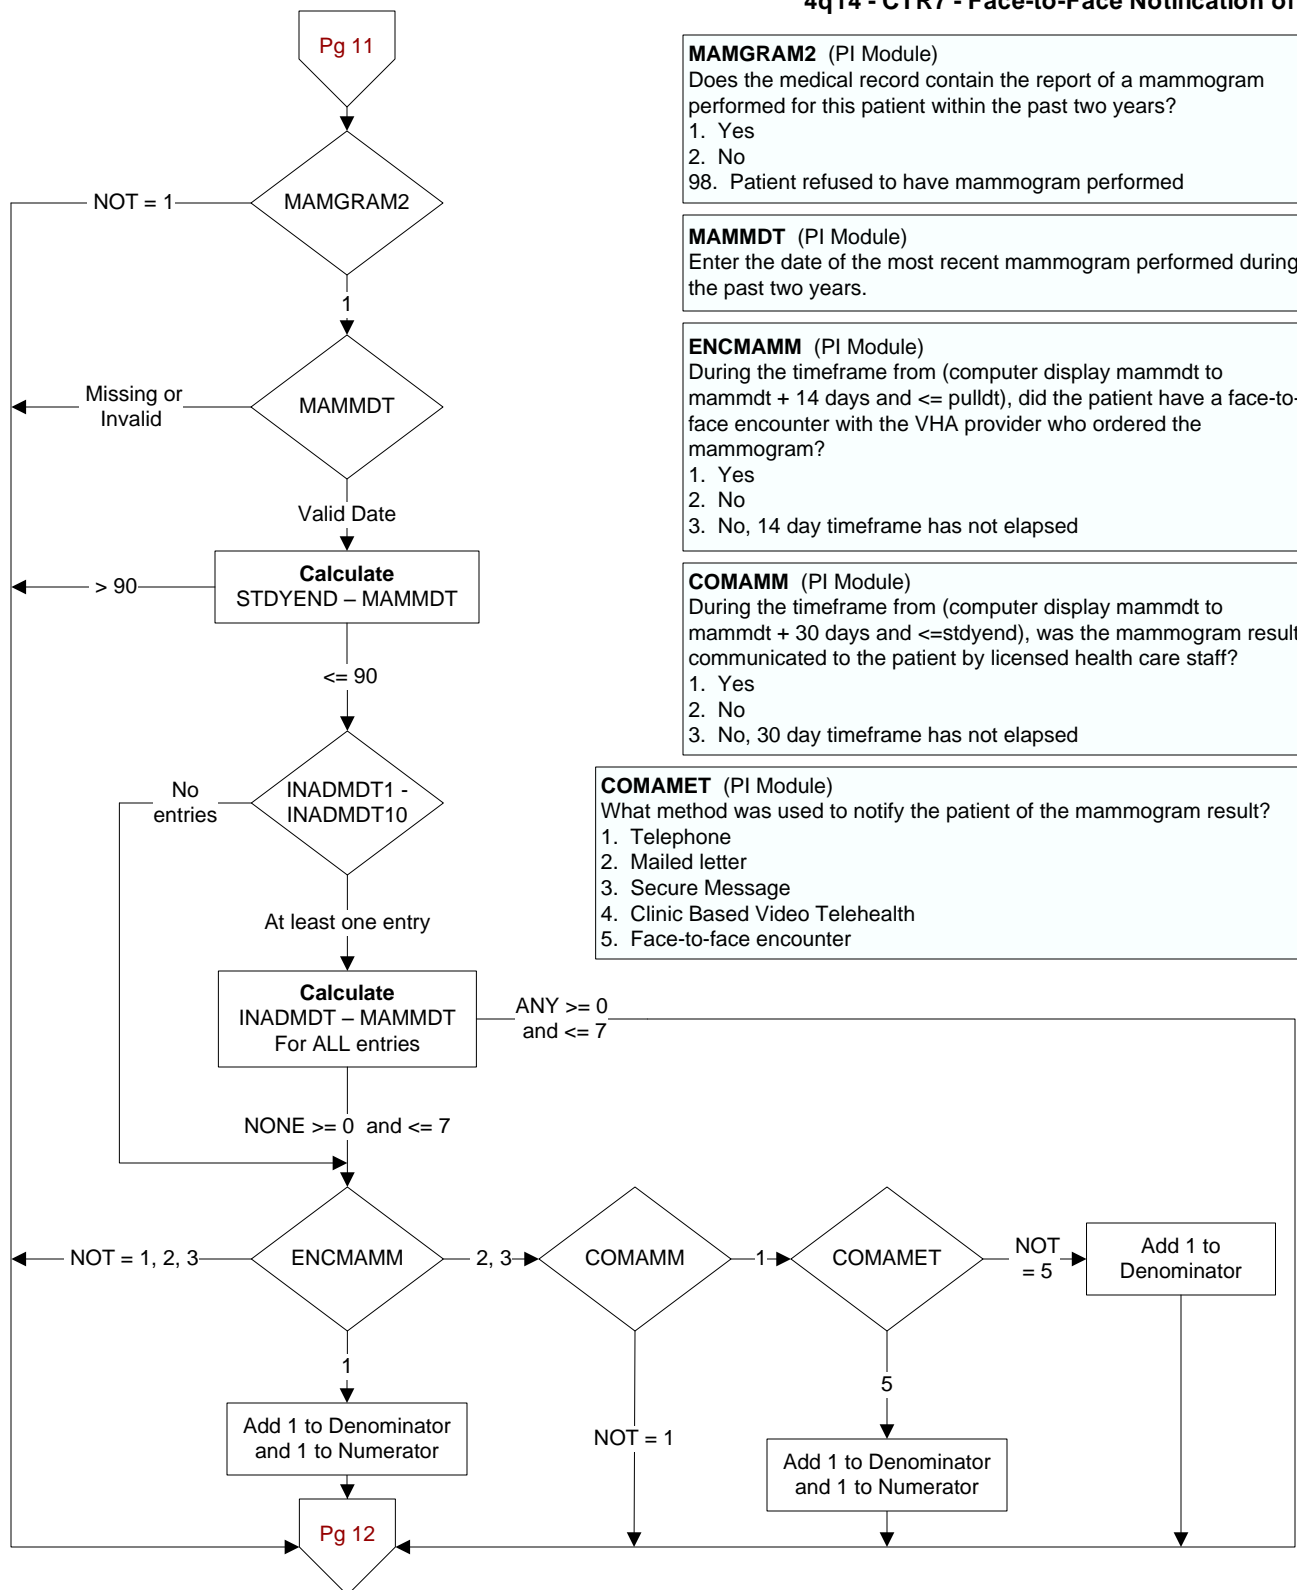 4q14 - CTR7 - Face-to-Face Notification of
Pg 11
MAMGRAM2 (PI Module)
Does the medical record contain the report of a mammogram
performed for this patient within the past two years?
1. Yes
2. No
98. Patient refused to have mammogram performed
NOT = 1
MAMGRAM2
1
MAMMDT (PI Module)
Enter the date of the most recent mammogram performed during
the past two years.
Missing or
Invalid
MAMMDT
Valid Date
ENCMAMM (PI Module)
During the timeframe from (computer display mammdt to
mammdt + 14 days and <= pulldt), did the patient have a face-to-
face encounter with the VHA provider who ordered the
mammogram?
1. Yes
2. No
3. No, 14 day timeframe has not elapsed
> 90
Calculate
STDYEND – MAMMDT
<= 90
COMAMM (PI Module)
During the timeframe from (computer display mammdt to
mammdt + 30 days and <=stdyend), was the mammogram result
communicated to the patient by licensed health care staff?
1. Yes
2. No
3. No, 30 day timeframe has not elapsed
No
entries
INADMDT1 -
INADMDT10
At least one entry
COMAMET (PI Module)
What method was used to notify the patient of the mammogram result?
1. Telephone
2. Mailed letter
3. Secure Message
4. Clinic Based Video Telehealth
5. Face-to-face encounter
Calculate
INADMDT – MAMMDT
For ALL entries
ANY >= 0
and <= 7
NONE >= 0 and <= 7
NOT = 1, 2, 3
ENCMAMM
2, 3
COMAMM
1
COMAMET
NOT
= 5
Add 1 to
Denominator
1
5
Add 1 to Denominator
and 1 to Numerator
NOT = 1
Add 1 to Denominator
and 1 to Numerator
Pg 12